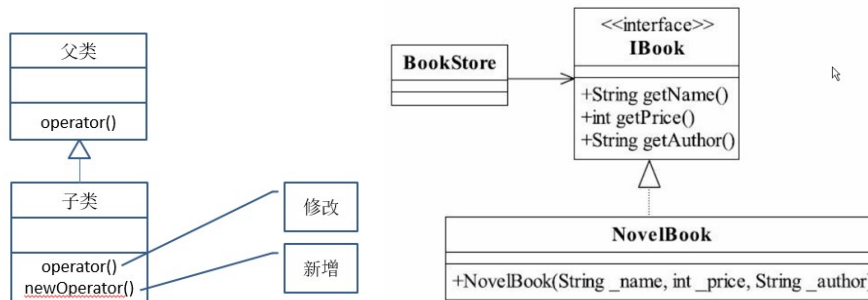 父类
operator()
子类
operator()
newOperator()
修改
新增
BookStore
<<interface>>
IBook
+String getName()
+int getPrice()
+String getAuthor()
NovelBook
+NovelBook(String _name, int _price, String _author)